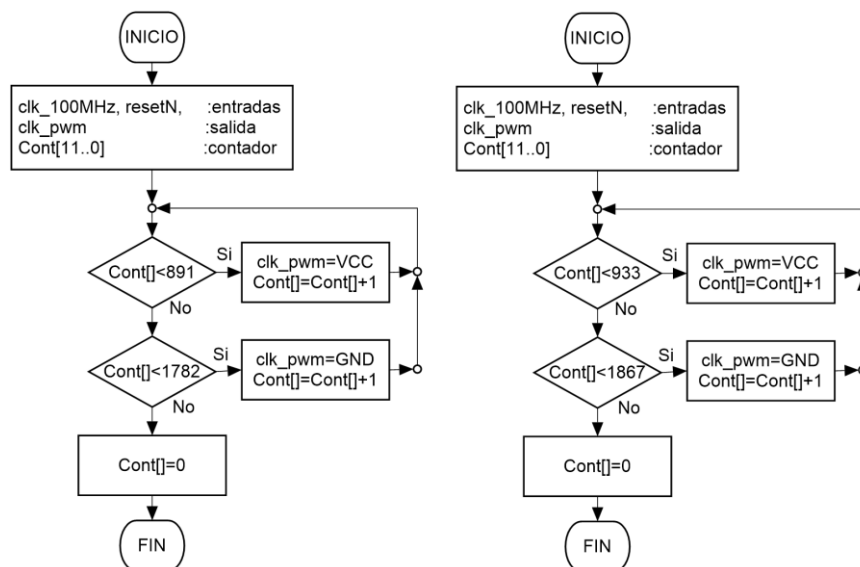 INICIO
clk_100MHz, resetN, :entradas
clk_pwm :salida
Cont[11..0] :contador
Cont[]<891
Si
clk_pwm=VCC
Cont[]=Cont[]+1
No
Cont[]<1782
Si
clk_pwm=GND
Cont[]=Cont[]+1
No
Cont[]=0
FIN
INICIO
clk_100MHz, resetN, :entradas
clk_pwm :salida
Cont[11..0] :contador
Cont[]<933
Si
clk_pwm=VCC
Cont[]=Cont[]+1
No
Cont[]<1867
Si
clk_pwm=GND
Cont[]=Cont[]+1
No
Cont[]=0
FIN